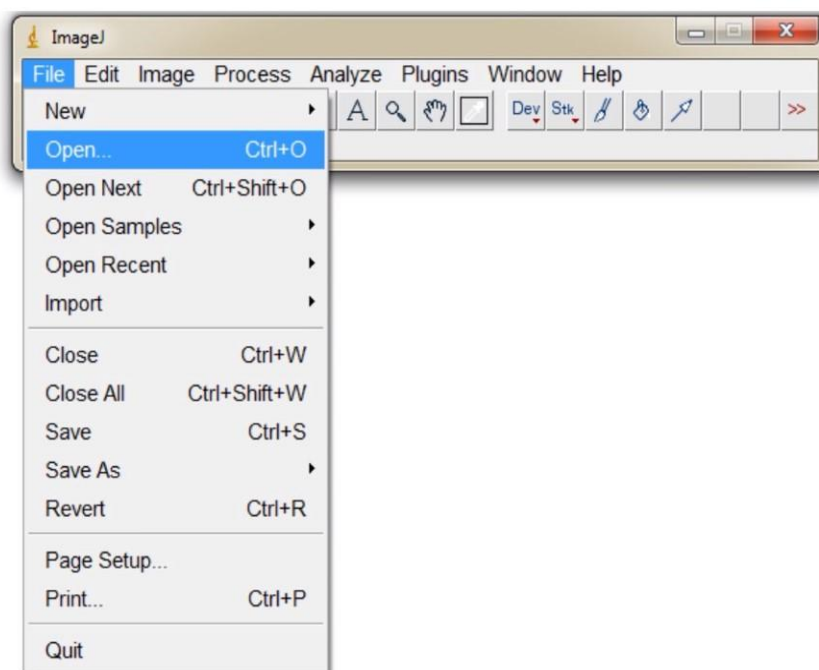 ImageJ
File Edit Image Process Analyze Plugins Window Help
A Dev Stk >>
New
Open... Ctrl+O
Open Next Ctrl+Shift+O
Open Samples
Open Recent
Import
Close Ctrl+W
Close All Ctrl+Shift+W
Save Ctrl+S
Save As
Revert Ctrl+R
Page Setup...
Print... Ctrl+P
Quit